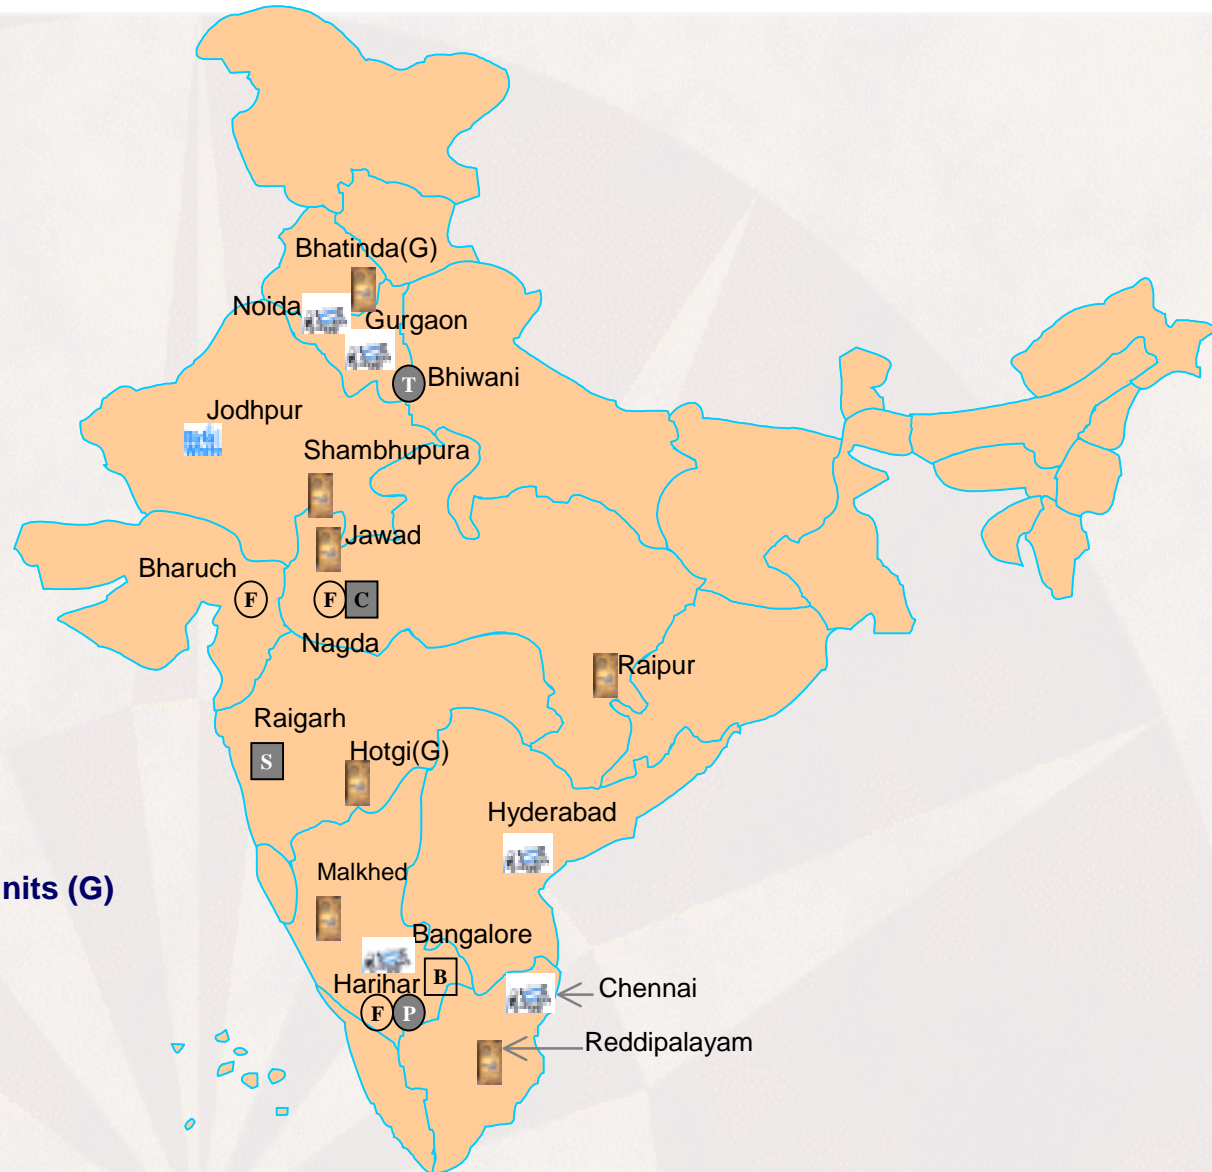 Bhatinda(G)
Noida
Gurgaon
T Bhiwani
Jodhpur
Shambhupura
Jawad
Bharuch
F
F C
Nagda
Raipur
Raigarh
S
Hotgi(G)
Hyderabad
Malkhed
nits (G)
Bangalore
Harihar
B
Chennai
F P
Reddipalayam